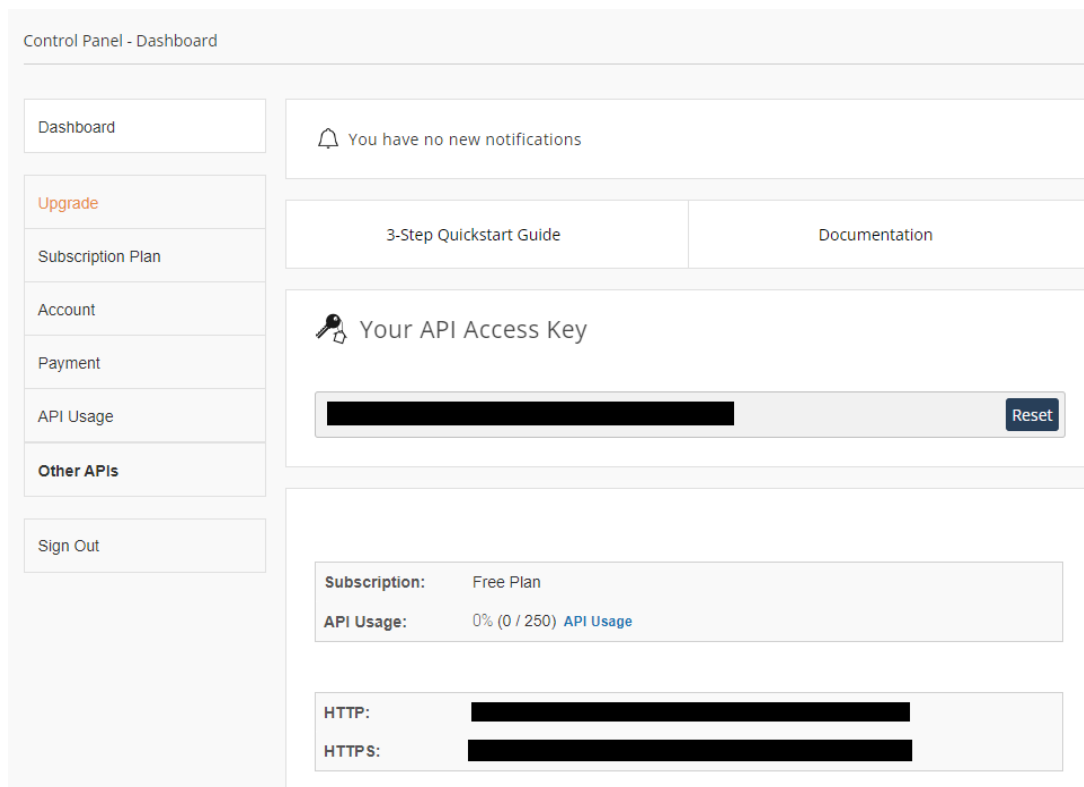 Control Panel - Dashboard
Dashboard
Upgrade
Subscription Plan
Account
Payment
API Usage
Other APIs
Sign Out
You have no new notifications
3-Step Quickstart Guide
Documentation
Your API Access Key
Reset
Subscription: Free Plan
API Usage: 0% (0 / 250) API Usage
HTTP:
HTTPS: